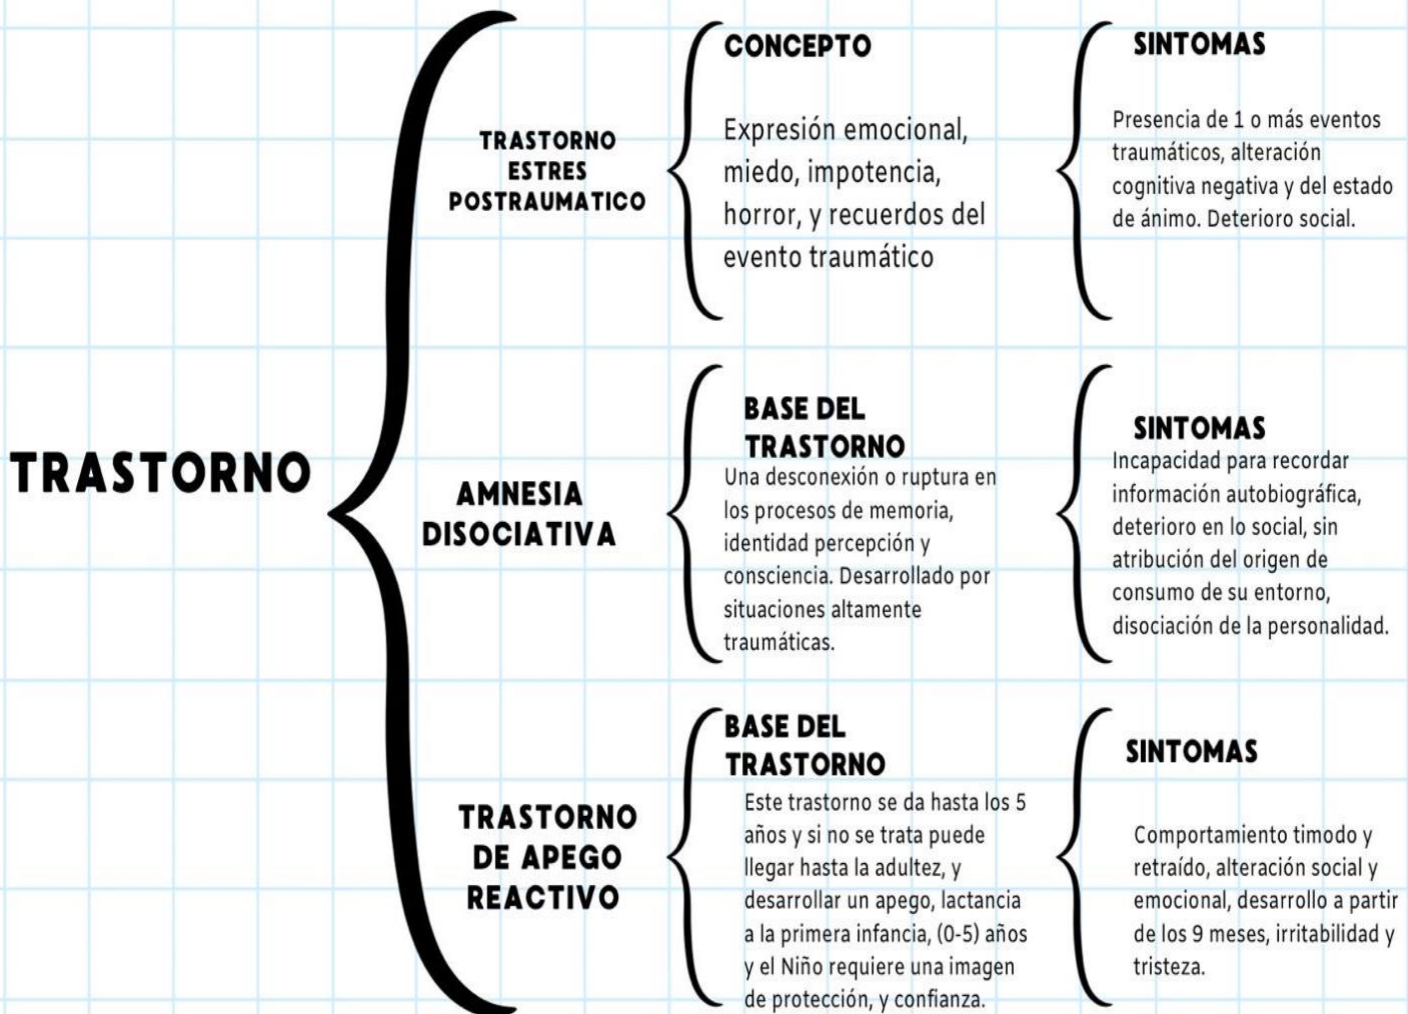 TRASTORNO
TRASTORNO
ESTRES
POSTRAUMATICO
CONCEPTO
Expresión emocional,
miedo, impotencia,
horror, y recuerdos del
evento traumático
SINTOMAS
Presencia de 1 o más eventos
traumáticos, alteración
cognitiva negativa y del estado
de ánimo. Deterioro social.
AMNESIA
DISOCIATIVA
BASE DEL
TRASTORNO
Una desconexión o ruptura en
los procesos de memoria,
identidad percepción y
consciencia. Desarrollado por
situaciones altamente
traumáticas.
SINTOMAS
Incapacidad para recordar
información autobiográfica,
deterioro en lo social, sin
atribución del origen de
consumo de su entorno,
disociación de la personalidad.
TRASTORNO
DE APEGO
REACTIVO
BASE DEL
TRASTORNO
Este trastorno se da hasta los 5
años y si no se trata puede
llegar hasta la adultez, y
desarrollar un apego, lactancia
a la primera infancia, (0-5) años
y el Niño requiere una imagen
de protección, y confianza.
SINTOMAS
Comportamiento timodo y
retraído, alteración social y
emocional, desarrollo a partir
de los 9 meses, irritabilidad y
tristeza.